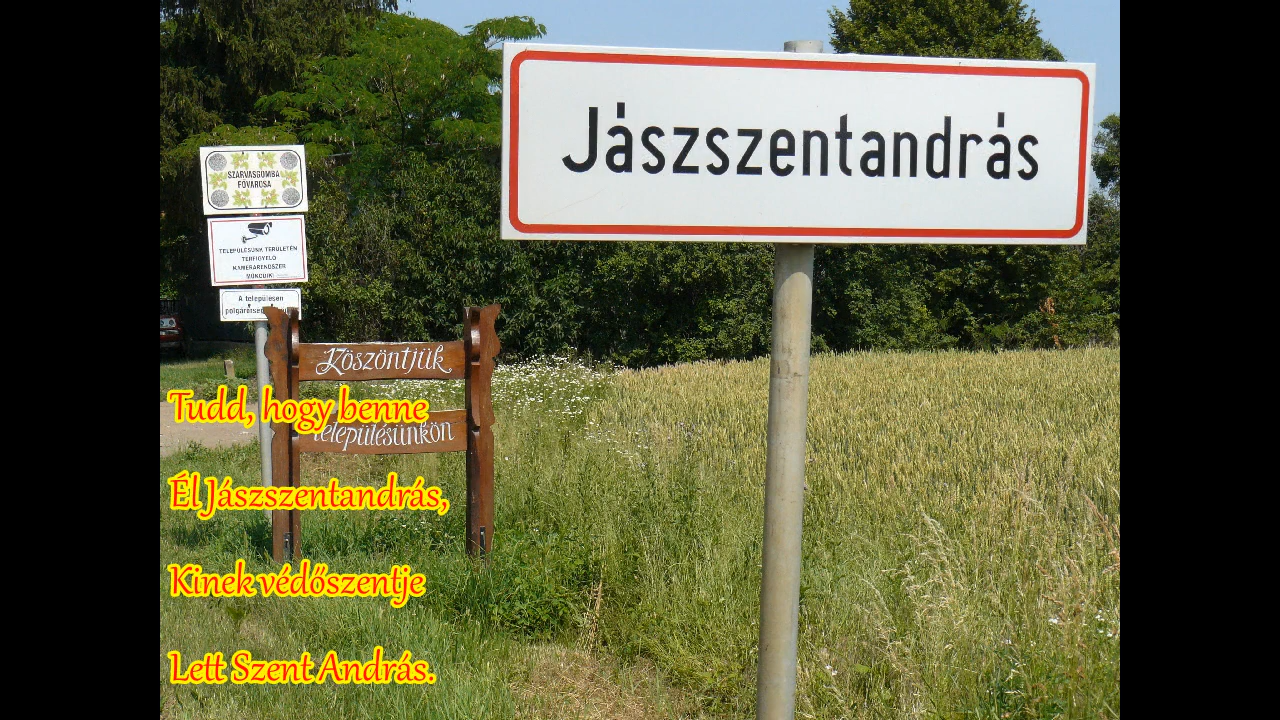 Jászszentandrás
SZARVASGOMBA
FŐVÁROSA
TELEPÜLÉSÜNK TERÜLETÉN
TÉRFIGYELŐ
KAMERARENDSZER
MŰKÖDIK!
A településen
Köszöntjük
településünkön
Tudd, hogy benne
Él Jászszentandrás,
Kinek védőszentje
Lett Szent András.